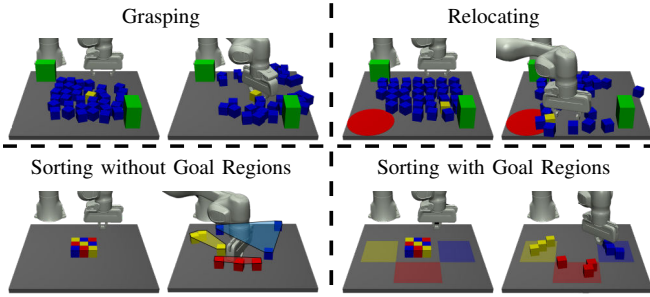 Grasping
Relocating
Sorting without Goal Regions
Sorting with Goal Regions